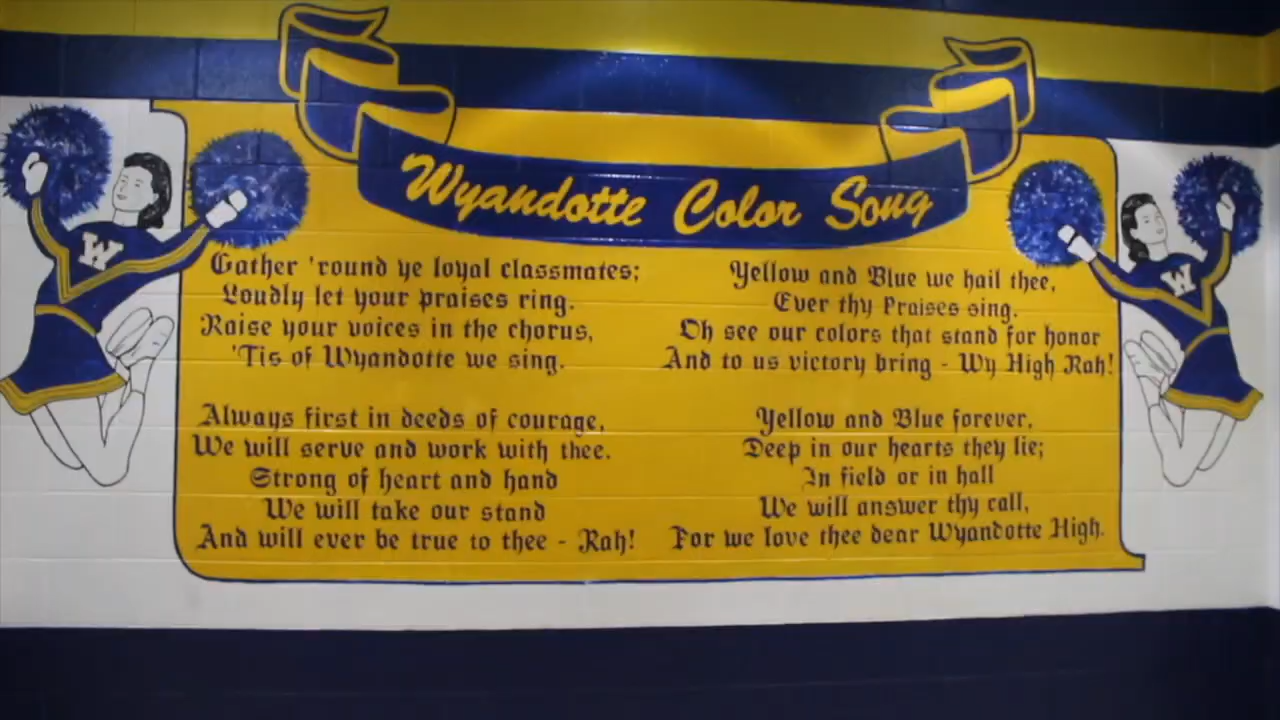 Wyandotte Color Song
Gather 'round ye loyal classmates;
Loudly let your praises ring.
Raise your voices in the chorus,
'Tis of Wyandotte we sing.
Always first in deeds of courage,
We will serve and work with thee.
Strong of heart and hand
We will take our stand
And will ever be true to thee - Rah!
Yellow and Blue we hail thee,
Ever thy Praises sing.
Oh see our colors that stand for honor
And to us victory bring - Wy High Rah!
Yellow and Blue forever,
Deep in our hearts they lie;
In field or in hall
We will answer thy call,
For we love thee dear Wyandotte High.
W
W